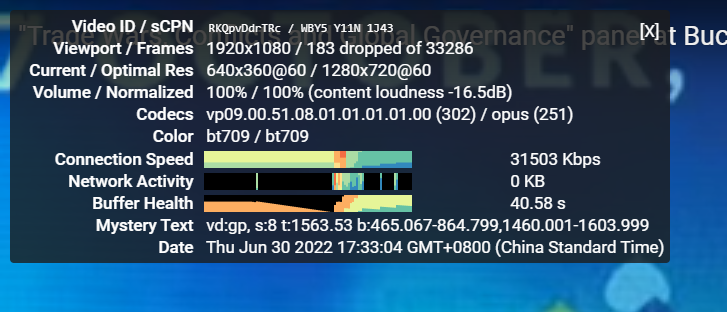 "Trade Wars, Conflicts and Global Governance" panel at Buc
[X]
Video ID / sCPN RKQpvDdrTRc / WBY5 Y11N 1J43
Viewport / Frames 1920x1080 / 183 dropped of 33286
Current / Optimal Res 640x360@60 / 1280x720@60
Volume / Normalized 100% / 100% (content loudness -16.5dB)
Codecs vp09.00.51.08.01.01.01.01.00 (302) / opus (251)
Color bt709 / bt709
Connection Speed 31503 Kbps
Network Activity 0 KB
Buffer Health 40.58 s
Mystery Text vd:gp, s:8 t:1563.53 b:465.067-864.799,1460.001-1603.999
Date Thu Jun 30 2022 17:33:04 GMT+0800 (China Standard Time)